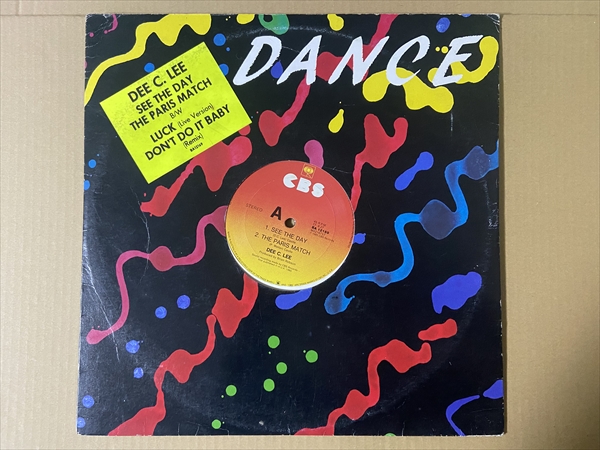 DANCE
DEE C. LEE
SEE THE DAY
THE PARIS MATCH
B/W
LUCK (Live Version)
DON'T DO IT BABY
(Remix)
CBS
STEREO
A
1. SEE THE DAY
2. THE PARIS MATCH
DEE C. LEE